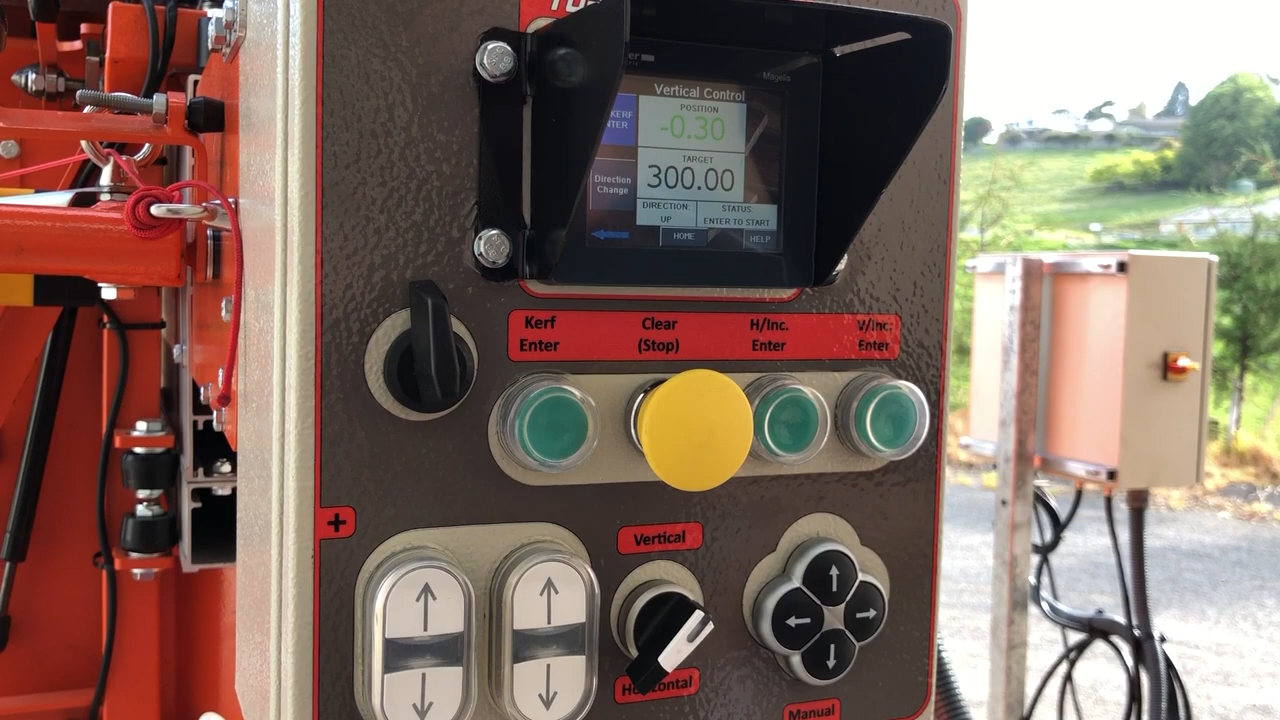 Magelis
Vertical Control
KERF
POSITION
-0.30
TARGET
300.00
Direction
Change
DIRECTION:
UP
STATUS:
ENTER TO START
HOME
HELP
Kerf
Enter
Clear
(Stop)
H/Inc.
Enter
V/Inc.
Enter
+
Vertical
Horizontal
Manual